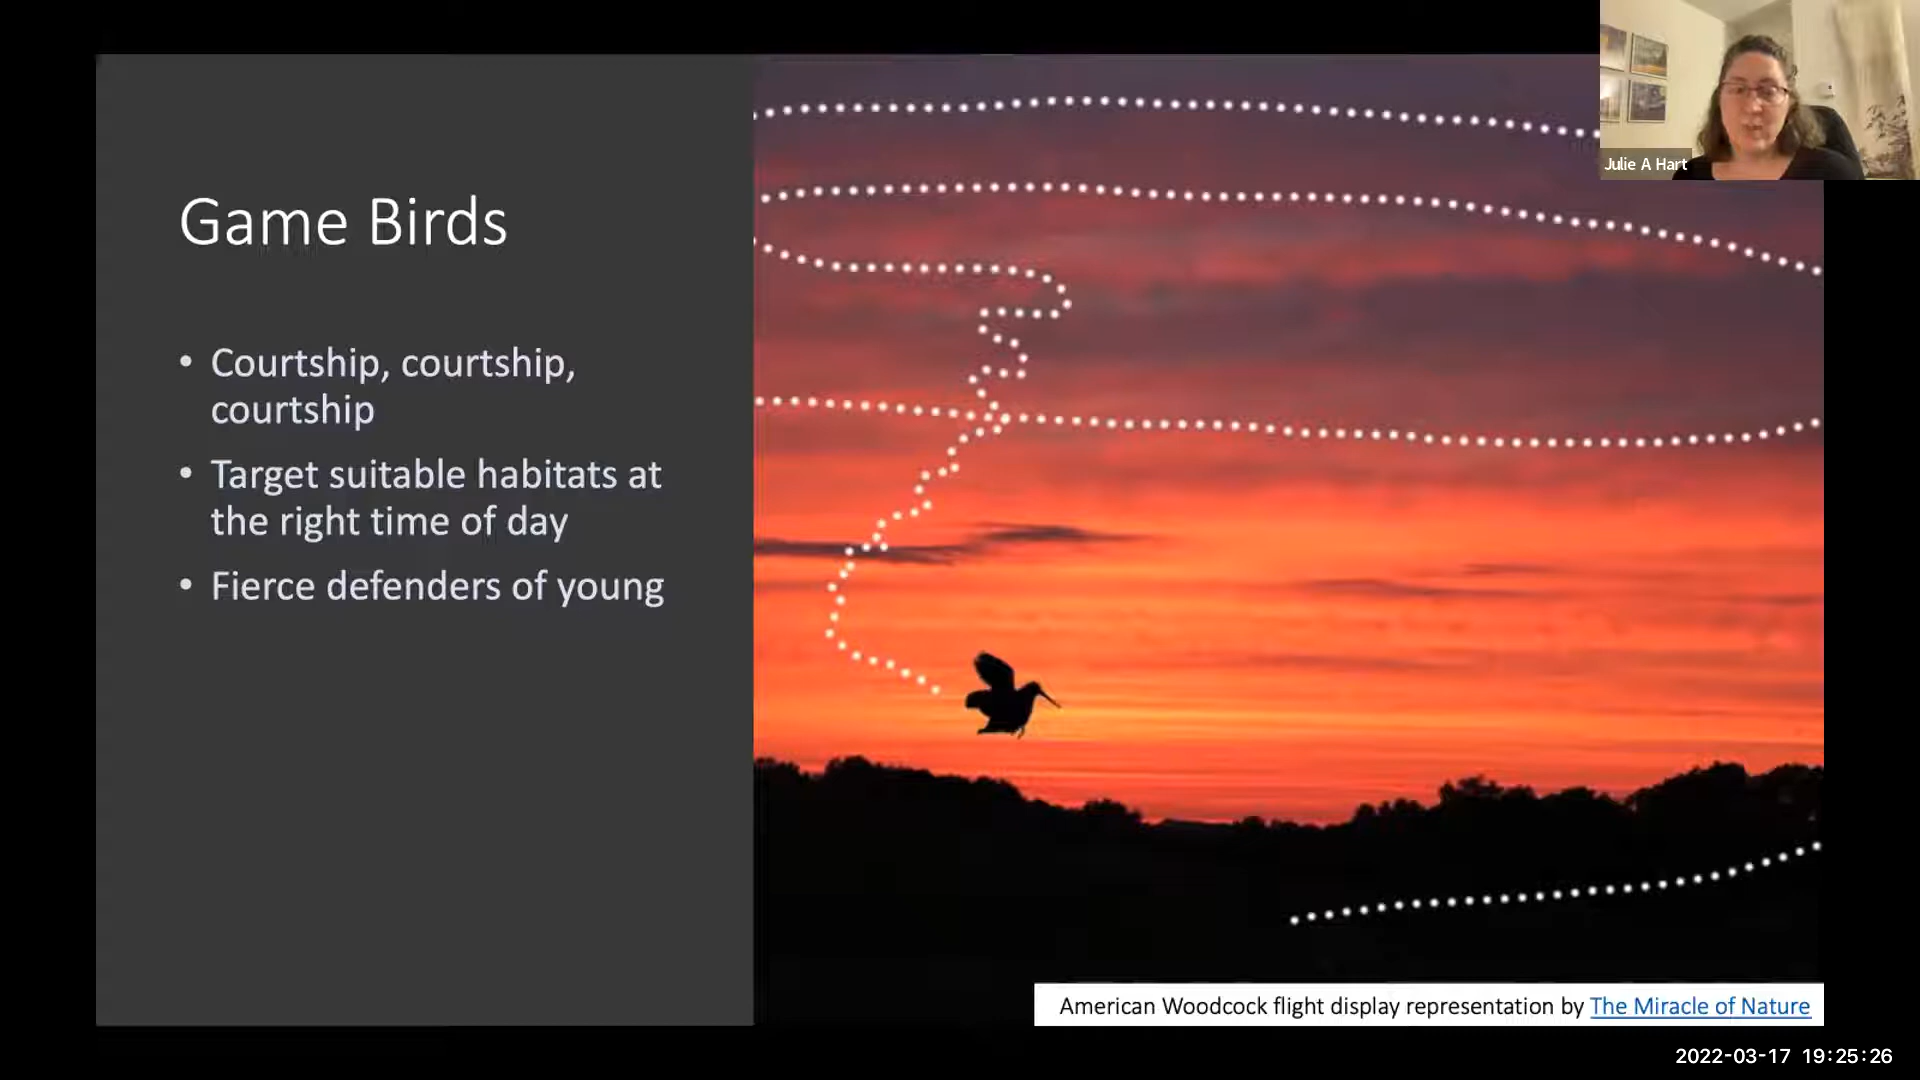 Julie A Hart
Game Birds
• Courtship, courtship,
courtship
• Target suitable habitats at
the right time of day
• Fierce defenders of young
American Woodcock flight display representation by The Miracle of Nature
2022-03-17 19:25:26